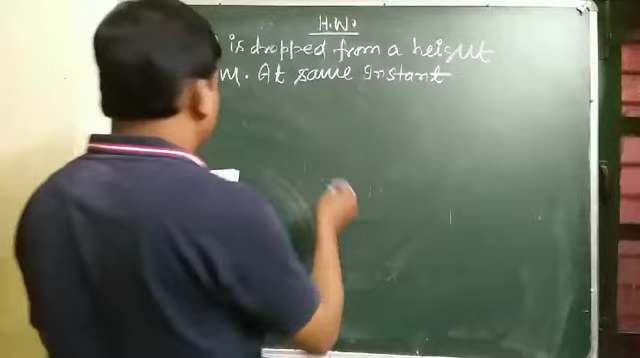 H.W.
is dropped from a height
M. At same Instant